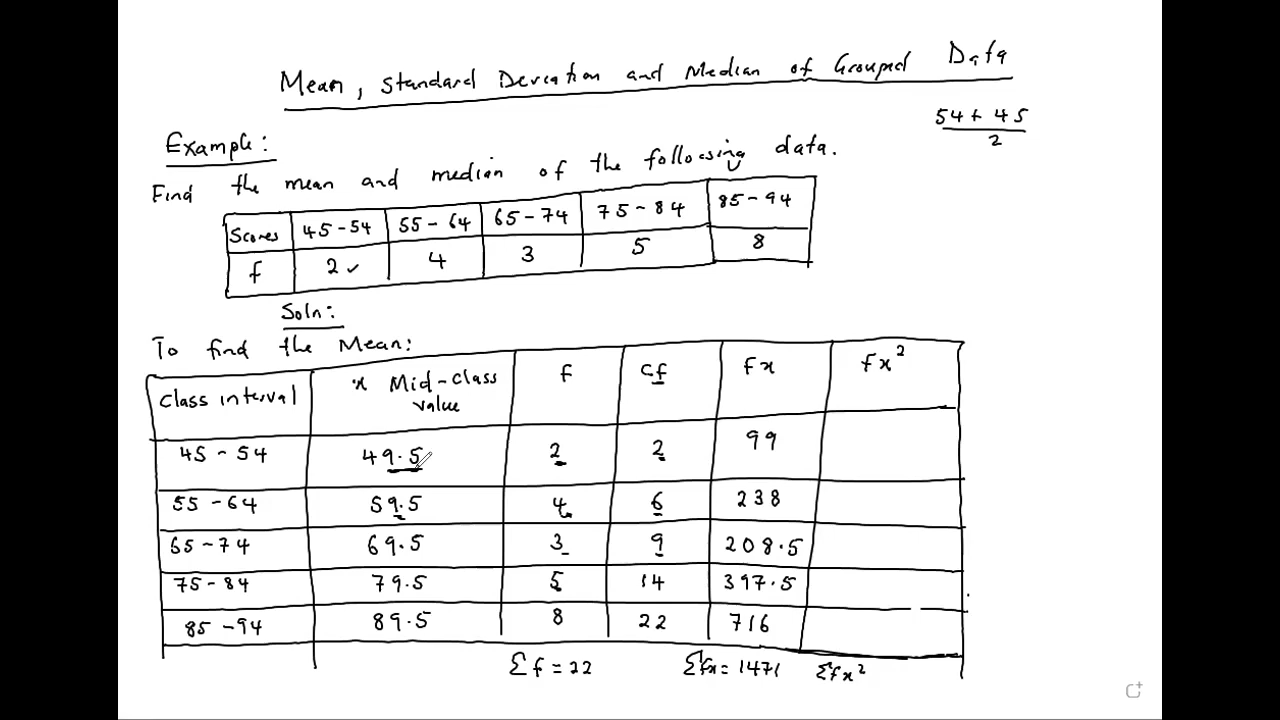 Mean, Standard Deviation and Median of Grouped Data
54 + 45
2
Example:
Find the mean and median of the following data.
Scores 45-54 55-64 65-74 75-84 85-94
f 2 ✓ 4 3 5 8
Soln:
To find the Mean:
Class interval x Mid-class value f cf fx fx²
45-54 49.5 2 2 99
55-64 59.5 4 6 238
65-74 69.5 3 9 208.5
75-84 79.5 5 14 397.5
85-94 89.5 8 22 716
Σf = 22 Σfx = 1471 Σfx²